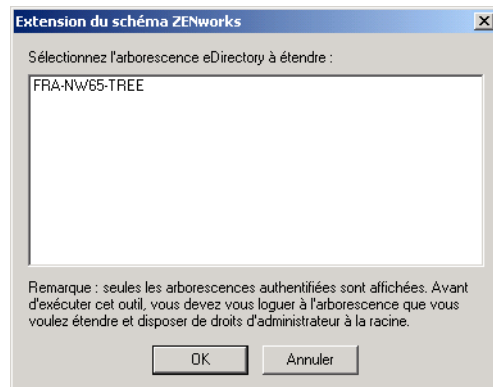 Extension du schéma ZENworks
Sélectionnez l'arborescence eDirectory à étendre :
FRA-NW65-TREE
Remarque : seules les arborescences authentifiées sont affichées. Avant
d'exécuter cet outil, vous devez vous loguer à l'arborescence que vous
voulez étendre et disposer de droits d'administrateur à la racine.
OK
Annuler